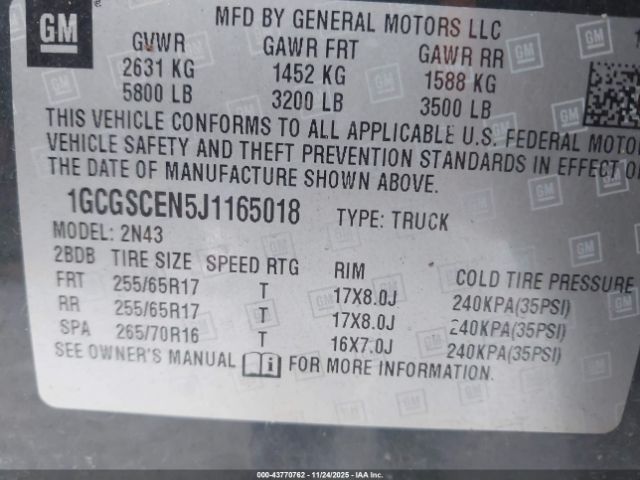 GM MFD BY GENERAL MOTORS LLC
GVWR GAWR FRT GAWR RR
2631 KG 1452 KG 1588 KG
5800 LB 3200 LB 3500 LB
THIS VEHICLE CONFORMS TO ALL APPLICABLE U.S. FEDERAL MOTOR
VEHICLE SAFETY AND THEFT PREVENTION STANDARDS IN EFFECT O
THE DATE OF MANUFACTURE SHOWN ABOVE.
1GCGSCEN5J1165018 TYPE: TRUCK
MODEL: 2N43
2BDB TIRE SIZE SPEED RTG RIM COLD TIRE PRESSURE
FRT 255/65R17 T 17X8.0J 240KPA(35PSI)
RR 255/65R17 T 17X8.0J 240KPA(35PSI)
SPA 265/70R16 T 16X7.0J 240KPA(35PSI)
SEE OWNER'S MANUAL FOR MORE INFORMATION.
000-43770762 - 11/24/2025 - IAA Inc.